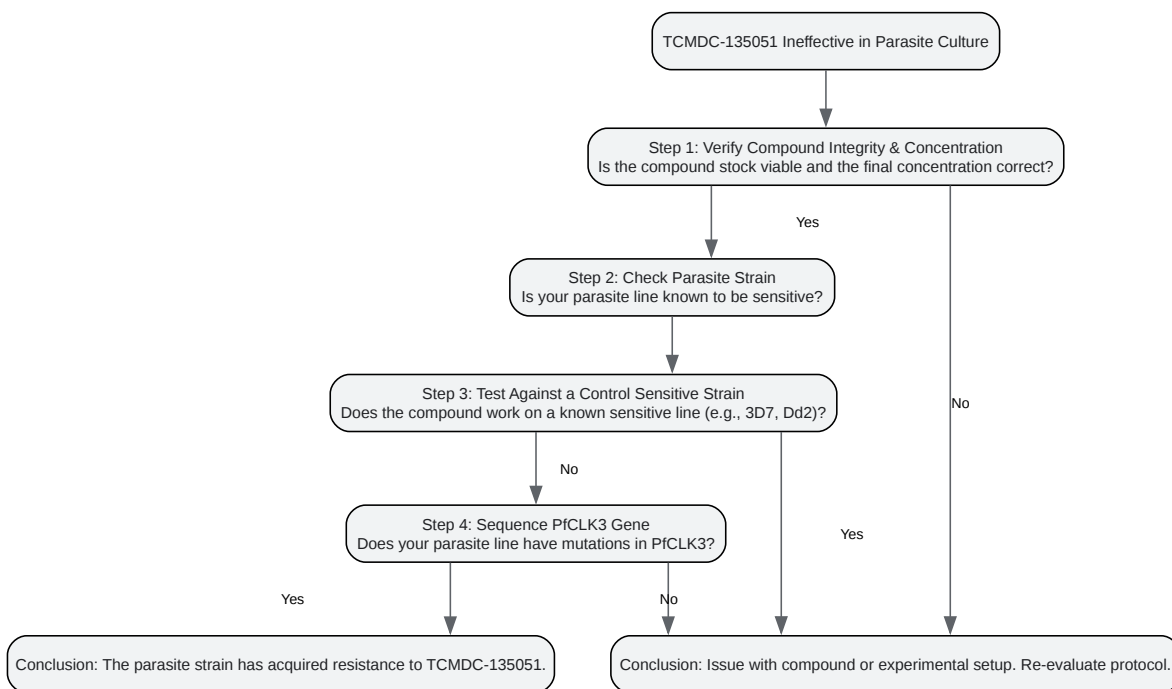 TCMDC-135051 Ineffective in Parasite Culture
Step 1: Verify Compound Integrity & Concentration
Is the compound stock viable and the final concentration correct?
Yes
Step 2: Check Parasite Strain
Is your parasite line known to be sensitive?
Step 3: Test Against a Control Sensitive Strain
Does the compound work on a known sensitive line (e.g., 3D7, Dd2)?
No
No
Step 4: Sequence PfCLK3 Gene
Does your parasite line have mutations in PfCLK3?
Yes
Yes
No
Conclusion: The parasite strain has acquired resistance to TCMDC-135051.
Conclusion: Issue with compound or experimental setup. Re-evaluate protocol.